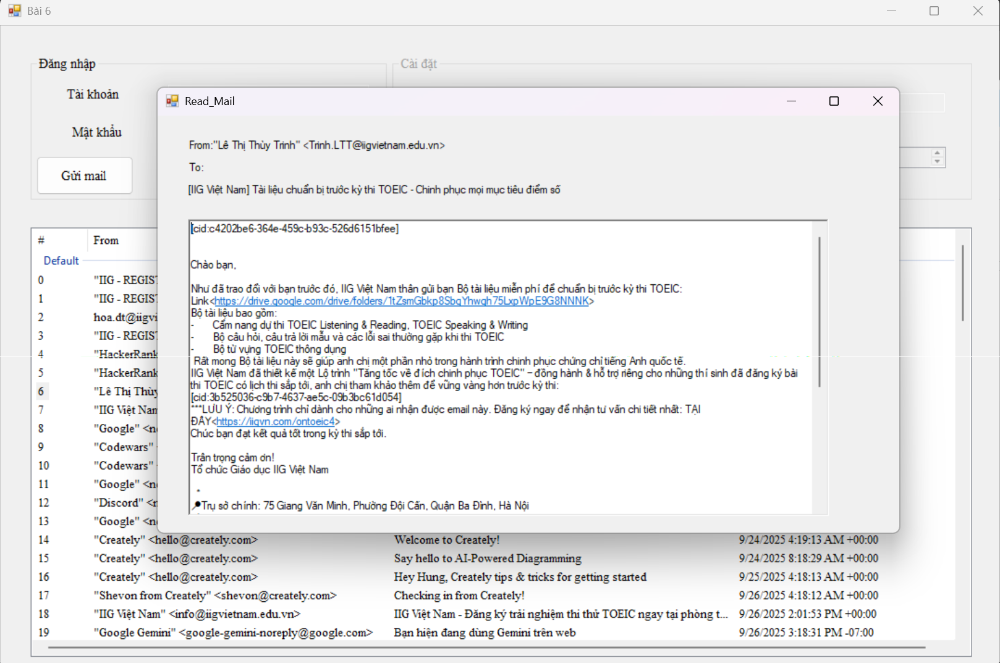 Bài 6
Đăng nhập
Cài đặt
Tài khoản
Mật khẩu
Gửi mail
Read_Mail
From:"Lê Thị Thùy Trinh" <Trinh.LTT@iigvietnam.edu.vn>
To:
[IIG Việt Nam] Tài liệu chuẩn bị trước kỳ thi TOEIC - Chinh phục mọi mục tiêu điểm số
[cid:c4202be6-364e-459c-b93c-526d6151bfee]
Chào bạn,
Như đã trao đổi với bạn trước đó, IIG Việt Nam thân gửi bạn Bộ tài liệu miễn phí để chuẩn bị trước kỳ thi TOEIC:
Link<https://drive.google.com/drive/folders/1tZsmGbkp8SbgYhwgh75LxpWpE9G8NNNK>
Bộ tài liệu bao gồm:
- Cẩm nang dự thi TOEIC Listening & Reading, TOEIC Speaking & Writing
- Bộ câu hỏi, câu trả lời mẫu và các lỗi sai thường gặp khi thi TOEIC
- Bộ từ vựng TOEIC thông dụng
Rất mong Bộ tài liệu này sẽ giúp anh chị một phần nhỏ trong hành trình chinh phục chứng chỉ tiếng Anh quốc tế.
IIG Việt Nam đã thiết kế một Lộ trình "Tăng tốc về đích chinh phục TOEIC" – đồng hành & hỗ trợ riêng cho những thí sinh đã đăng ký bài
thi TOEIC có lịch thi sắp tới, anh chị tham khảo thêm để vững vàng hơn trước kỳ thi:
[cid:3b525036-c9b7-4637-ae5c-09b3bc61d054]
***LƯU Ý: Chương trình chỉ dành cho những ai nhận được email này. Đăng ký ngay để nhận tư vấn chi tiết nhất: TẠI
ĐÂY<https://iigvn.com/ontoeic4>
Chúc bạn đạt kết quả tốt trong kỳ thi sắp tới.
Trân trọng cảm ơn!
Tổ chức Giáo dục IIG Việt Nam
*
📍Trụ sở chính: 75 Giang Văn Minh, Phường Đội Cấn, Quận Ba Đình, Hà Nội
# From
Default
0 "IIG - REGIST
1 "IIG - REGIST
2 hoa.dt@iigvi
3 "IIG - REGIST
4 "HackerRank
5 "HackerRank
6 "Lê Thị Thùy
7 "IIG Việt Nam
8 "Google" <no
9 "Codewars"
10 "Codewars"
11 "Google" <no
12 "Discord" <n
13 "Google" <no
14 "Creately" <hello@creately.com> Welcome to Creately! 9/24/2025 4:19:13 AM +00:00
15 "Creately" <hello@creately.com> Say hello to AI-Powered Diagramming 9/24/2025 8:18:29 AM +00:00
16 "Creately" <hello@creately.com> Hey Hung, Creately tips & tricks for getting started 9/25/2025 4:18:13 AM +00:00
17 "Shevon from Creately" <shevon@creately.com> Checking in from Creately! 9/26/2025 4:18:12 AM +00:00
18 "IIG Việt Nam" <info@iigvietnam.edu.vn> IIG Việt Nam - Đăng ký trải nghiệm thi thử TOEIC ngay tại phòng t... 9/26/2025 2:01:53 PM +00:00
19 "Google Gemini" <google-gemini-noreply@google.com> Bạn hiện đang dùng Gemini trên web 9/26/2025 3:18:31 PM -07:00